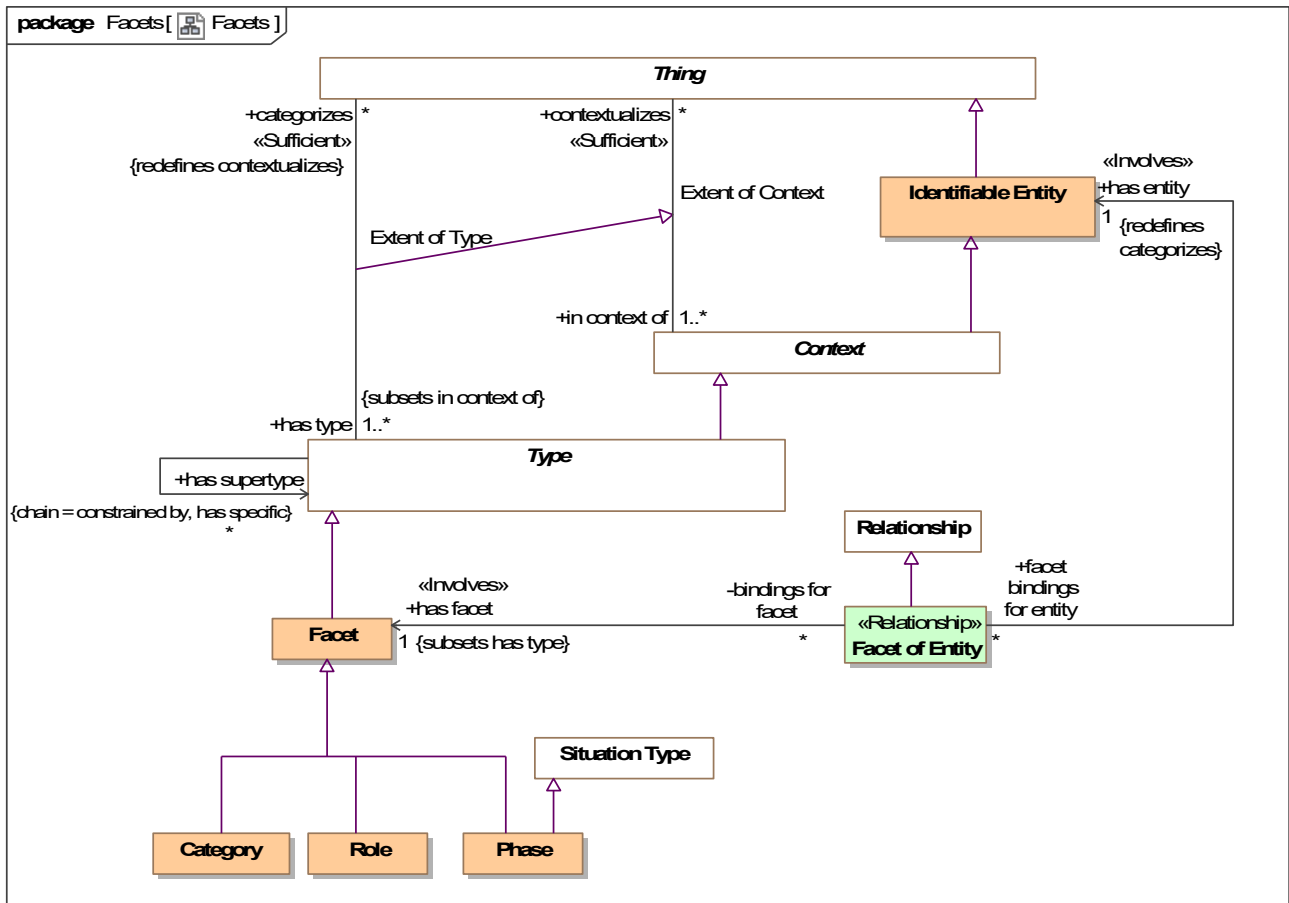 package Facets [ Facets ]
Thing
+categorizes *
«Sufficient»
{redefines contextualizes}
+contextualizes *
«Sufficient»
«Involves»
+has entity
1 {redefines
categorizes}
Identifiable Entity
Extent of Context
Extent of Type
+in context of 1..*
Context
{subsets in context of}
+has type 1..*
Type
+has supertype
{chain = constrained by, has specific}
*
Relationship
«Involves»
+has facet
1 {subsets has type}
-bindings for
facet
*
+facet
bindings
for entity
*
«Relationship»
Facet of Entity
Facet
Situation Type
Category
Role
Phase